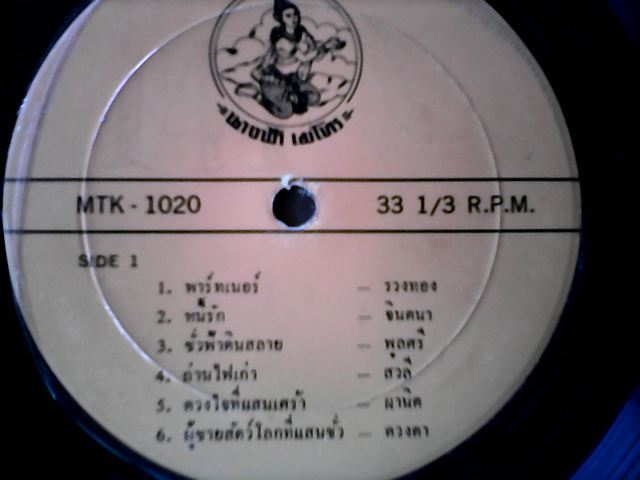 MTK - 1020
33 1/3 R.P.M.
SIDE 1
1. พาร์ทเนอร์ — รวงทอง
2. หนี้รัก — จินตนา
3. ชั่วฟ้าดินสลาย — พูลศรี
4. ถ่านไฟเก่า — สวลี
5. ดวงใจที่แสนเศร้า — ผานิต
6. ผู้ชายสัตว์โลกที่แสนชั่ว — ดวงตา